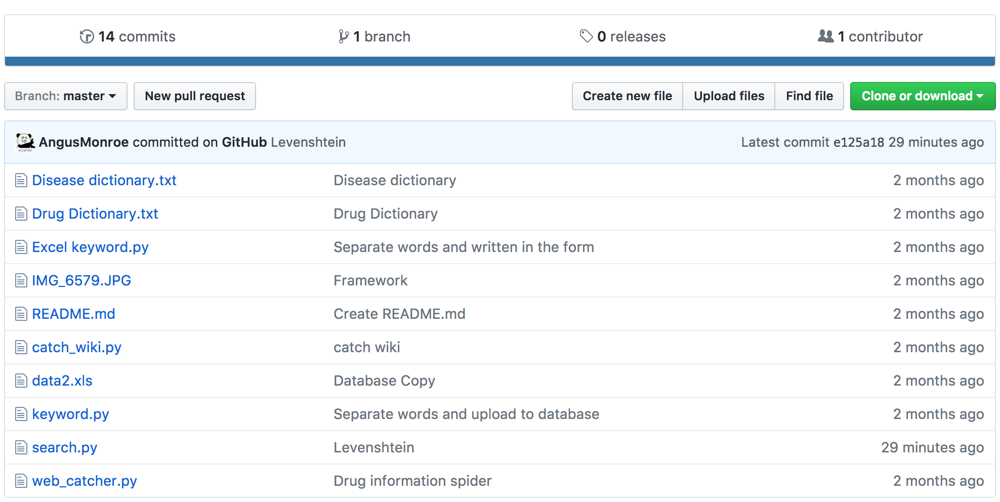 14 commits 1 branch 0 releases 1 contributor
Branch: master New pull request Create new file Upload files Find file Clone or download
ACCEPTED AngusMonroe committed on GitHub Levenshtein Latest commit e125a18 29 minutes ago
Disease dictionary.txt Disease dictionary 2 months ago
Drug Dictionary.txt Drug Dictionary 2 months ago
Excel keyword.py Separate words and written in the form 2 months ago
IMG_6579.JPG Framework 2 months ago
README.md Create README.md 2 months ago
catch_wiki.py catch wiki 2 months ago
data2.xls Database Copy 2 months ago
keyword.py Separate words and upload to database 2 months ago
search.py Levenshtein 29 minutes ago
web_catcher.py Drug information spider 2 months ago